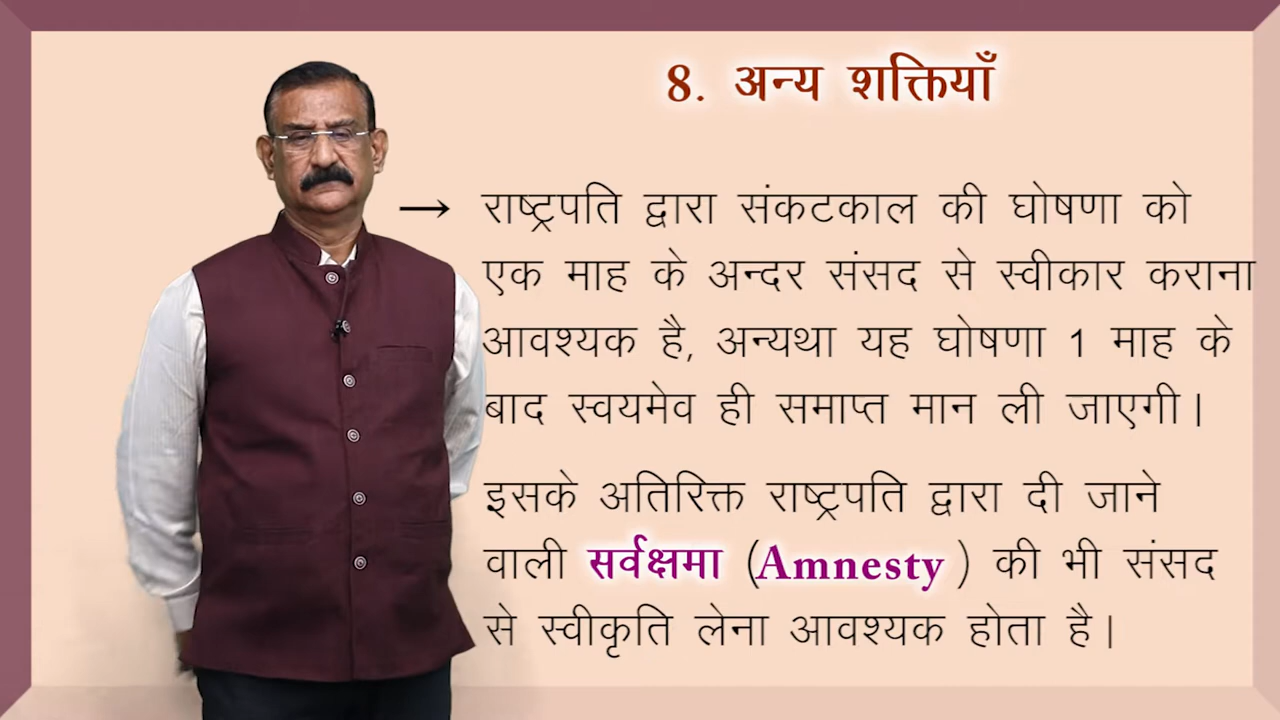 8. अन्य शक्तियाँ
→ राष्ट्रपति द्वारा संकटकाल की घोषणा को
एक माह के अन्दर संसद से स्वीकार कराना
आवश्यक है, अन्यथा यह घोषणा 1 माह के
बाद स्वयमेव ही समाप्त मान ली जाएगी।
इसके अतिरिक्त राष्ट्रपति द्वारा दी जाने
वाली सर्वक्षमा (Amnesty) की भी संसद
से स्वीकृति लेना आवश्यक होता है।